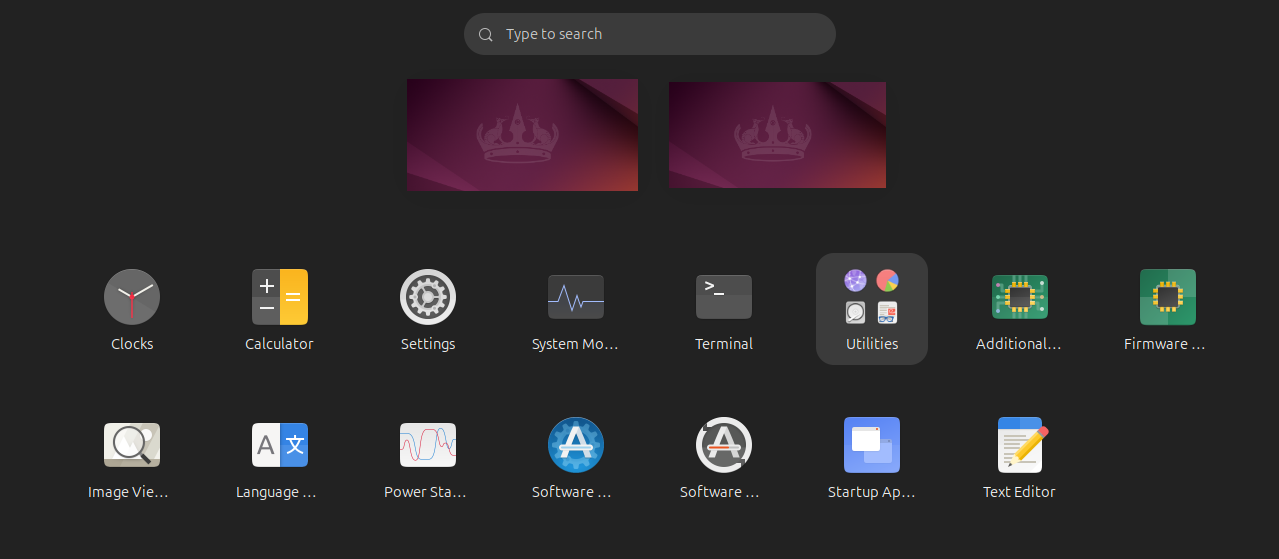 Type to search
Clocks
Calculator
Settings
System Mo...
Terminal
Utilities
Additional...
Firmware ...
Image Vie...
Language ...
Power Sta...
Software ...
Software ...
Startup Ap...
Text Editor